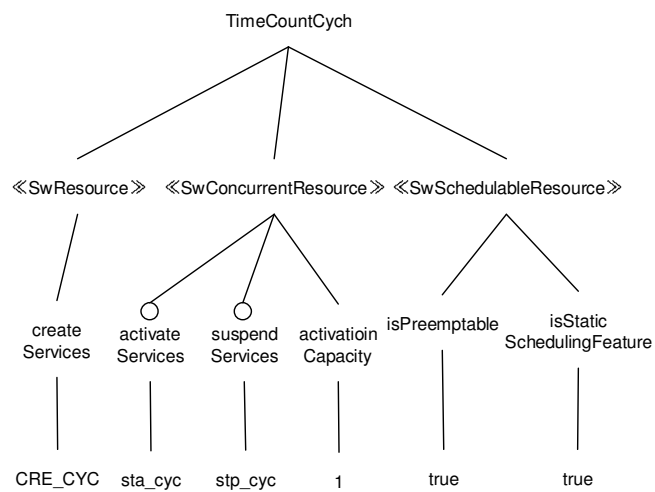 TimeCountCych
≪SwResource≫ ≪SwConcurrentResource≫ ≪SwSchedulableResource≫
create
Services
activate
Services
suspend
Services
activatioin
Capacity
isPreemptable
isStatic
SchedulingFeature
CRE_CYC sta_cyc stp_cyc 1 true true